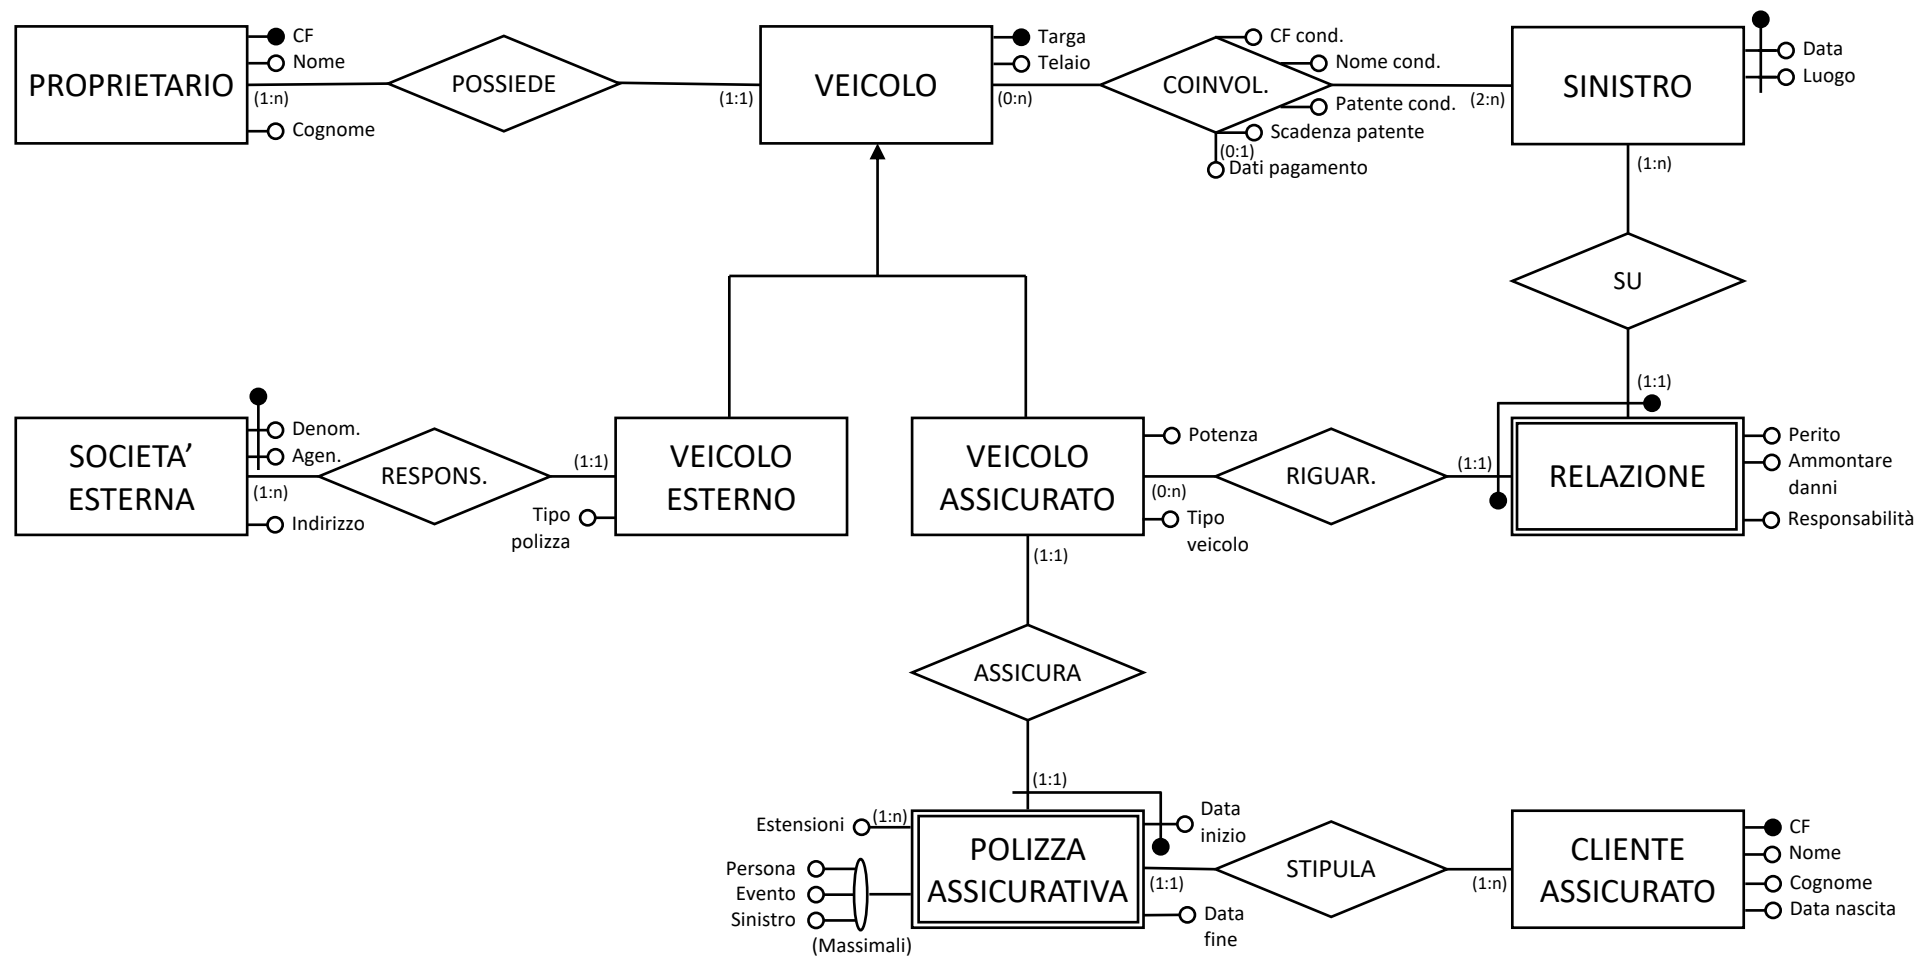 PROPRIETARIO
CF
Nome
(1:n)
Cognome
POSSIEDE
(1:1)
VEICOLO
Targa
Telaio
(0:n)
COINVOL.
CF cond.
Nome cond.
Patente cond.
Scadenza patente
(0:1)
Dati pagamento
(2:n)
SINISTRO
Data
Luogo
(1:n)
SU
(1:1)
SOCIETA’
ESTERNA
Denom.
Agen.
(1:n)
Indirizzo
RESPONS.
(1:1)
Tipo
polizza
VEICOLO
ESTERNO
VEICOLO
ASSICURATO
Potenza
(0:n)
Tipo
veicolo
(1:1)
RIGUAR.
(1:1)
RELAZIONE
Perito
Ammontare
danni
Responsabilità
ASSICURA
(1:1)
Estensioni
(1:n)
Persona
Evento
Sinistro
(Massimali)
POLIZZA
ASSICURATIVA
Data
inizio
(1:1)
Data
fine
STIPULA
(1:n)
CLIENTE
ASSICURATO
CF
Nome
Cognome
Data nascita